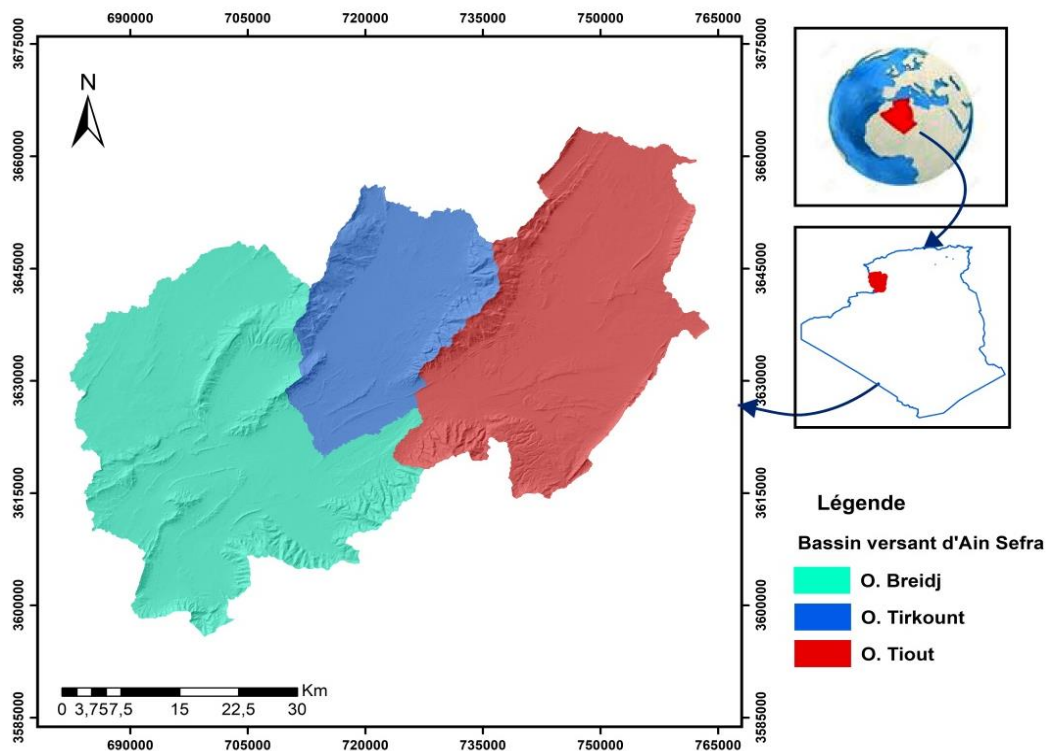 690000 705000 720000 735000 750000 765000
3675000 3675000
N
3660000 3660000
3645000 3645000
3630000 3630000
3615000 3615000
3600000 3600000
3585000 3585000
Km
0 3,757,5 15 22,5 30
690000 705000 720000 735000 750000 765000
Légende
Bassin versant d'Ain Sefra
O. Breidj
O. Tirkount
O. Tiout